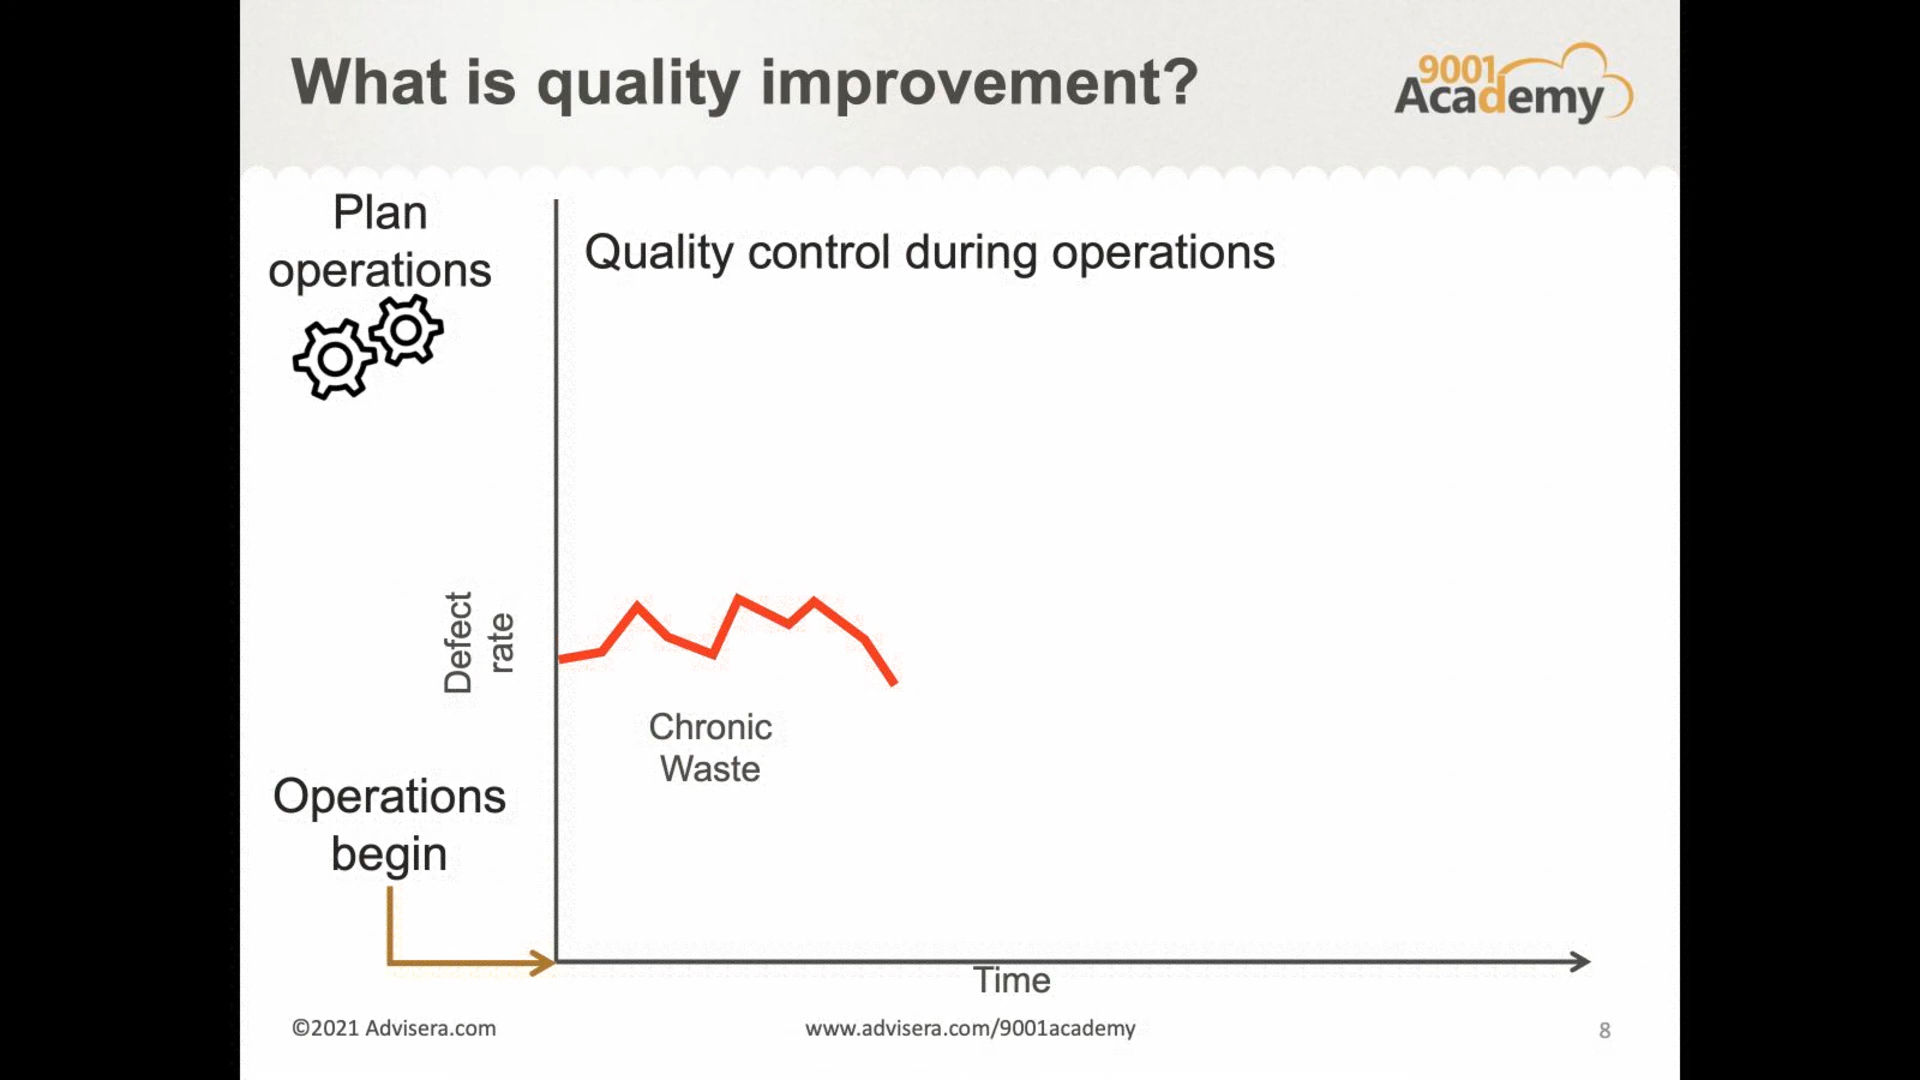 What is quality improvement?
9001
Academy
Plan
operations
Quality control during operations
Defect
rate
Chronic
Waste
Operations
begin
Time
©2021 Advisera.com
www.advisera.com/9001academy
8